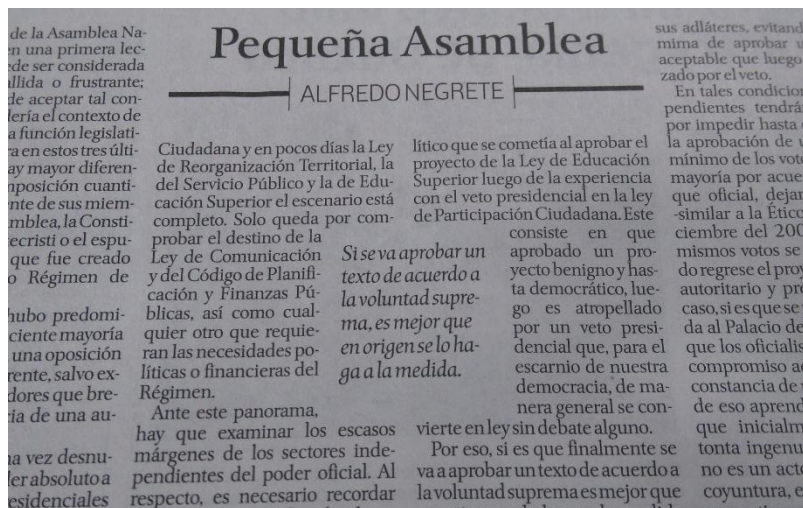 Pequeña Asamblea
ALFREDO NEGRETE
de la Asamblea Na-
en una primera lec-
ede ser considerada
allida o frustrante;
de aceptar tal con-
dería el contexto de
a función legislati-
ra en estos tres últi-
ay mayor diferen-
mposición cuanti-
nte de sus miem-
mblea, la Consti-
ecristi o el espu-
que fue creado
o Régimen de
hubo predomi-
ciente mayoría
una oposición
rente, salvo ex-
dores que bre-
ia de una au-
na vez desnu-
er absoluto a
esidenciales
Ciudadana y en pocos días la Ley
de Reorganización Territorial, la
del Servicio Público y la de Edu-
cación Superior el escenario está
completo. Solo queda por com-
probar el destino de la
Ley de Comunicación
y del Código de Planifi-
cación y Finanzas Pú-
blicas, así como cual-
quier otro que requie-
ran las necesidades po-
líticas o financieras del
Régimen.
Ante este panorama,
hay que examinar los escasos
márgenes de los sectores inde-
pendientes del poder oficial. Al
respecto, es necesario recordar
Si se va aprobar un
texto de acuerdo a
la voluntad supre-
ma, es mejor que
en origen se lo ha-
ga a la medida.
lítico que se cometía al aprobar el
proyecto de la Ley de Educación
Superior luego de la experiencia
con el veto presidencial en la ley
de Participación Ciudadana. Este
consiste en que
aprobado un pro-
yecto benigno y has-
ta democrático, lue-
go es atropellado
por un veto presi-
dencial que, para el
escarnio de nuestra
democracia, de ma-
nera general se con-
vierte en ley sin debate alguno.
Por eso, si es que finalmente se
va a aprobar un texto de acuerdo a
la voluntad suprema es mejor que
sus adláteres, evitand
mima de aprobar u
aceptable que luego
zado por el veto.
En tales condicion
pendientes tendrá
por impedir hasta
la aprobación de u
mínimo de los voto
mayoría por acue
que oficial, dejar
-similar a la Ético
ciembre del 200
mismos votos se
do regrese el proy
autoritario y pre
caso, si es que se
da al Palacio de
que los oficialis
compromiso a
constancia de
de eso aprend
que inicialm
tonta ingenu
no es un acto
coyuntura, e